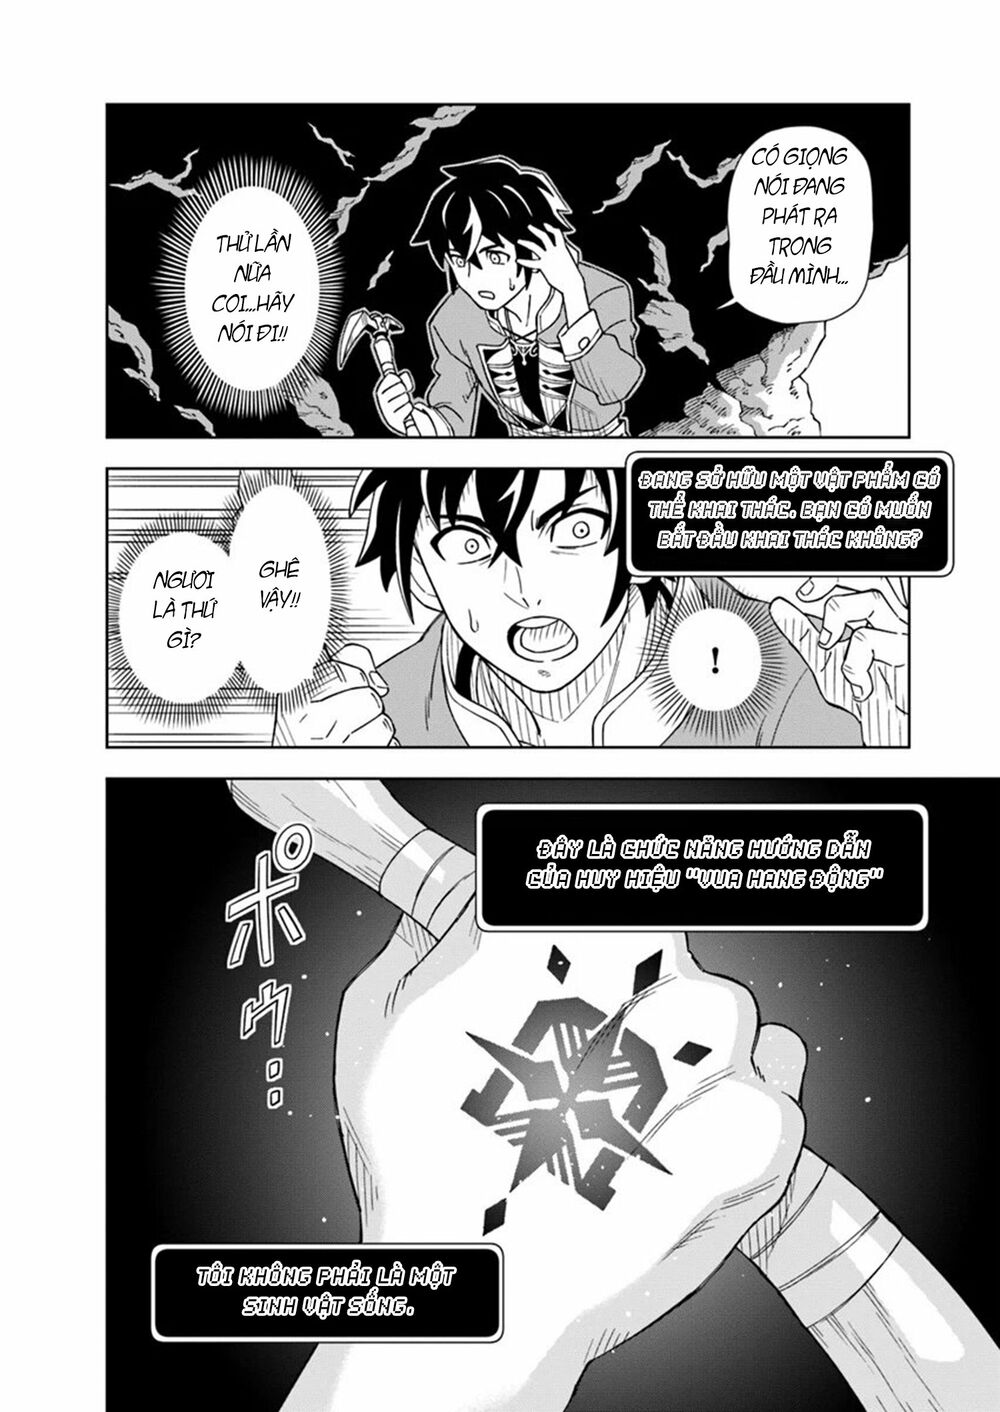 CÓ GIỌNG
NÓI ĐANG
PHÁT RA
TRONG
ĐẦU MÌNH...
THỬ LẦN
NỮA
COI...HÃY
NÓI ĐI!!
ĐANG SỞ HỮU MỘT VẬT PHẨM CÓ
THỂ KHAI THÁC. BẠN CÓ MUỐN
BẮT ĐẦU KHAI THÁC KHÔNG?
!
GHÊ
VẬY!!
NGƯƠI
LÀ THỨ
GÌ?
ĐÂY LÀ CHỨC NĂNG HƯỚNG DẪN
CỦA HUY HIỆU "VUA HANG ĐỘNG"
ポゥ...
TÔI KHÔNG PHẢI LÀ MỘT
SINH VẬT SỐNG.